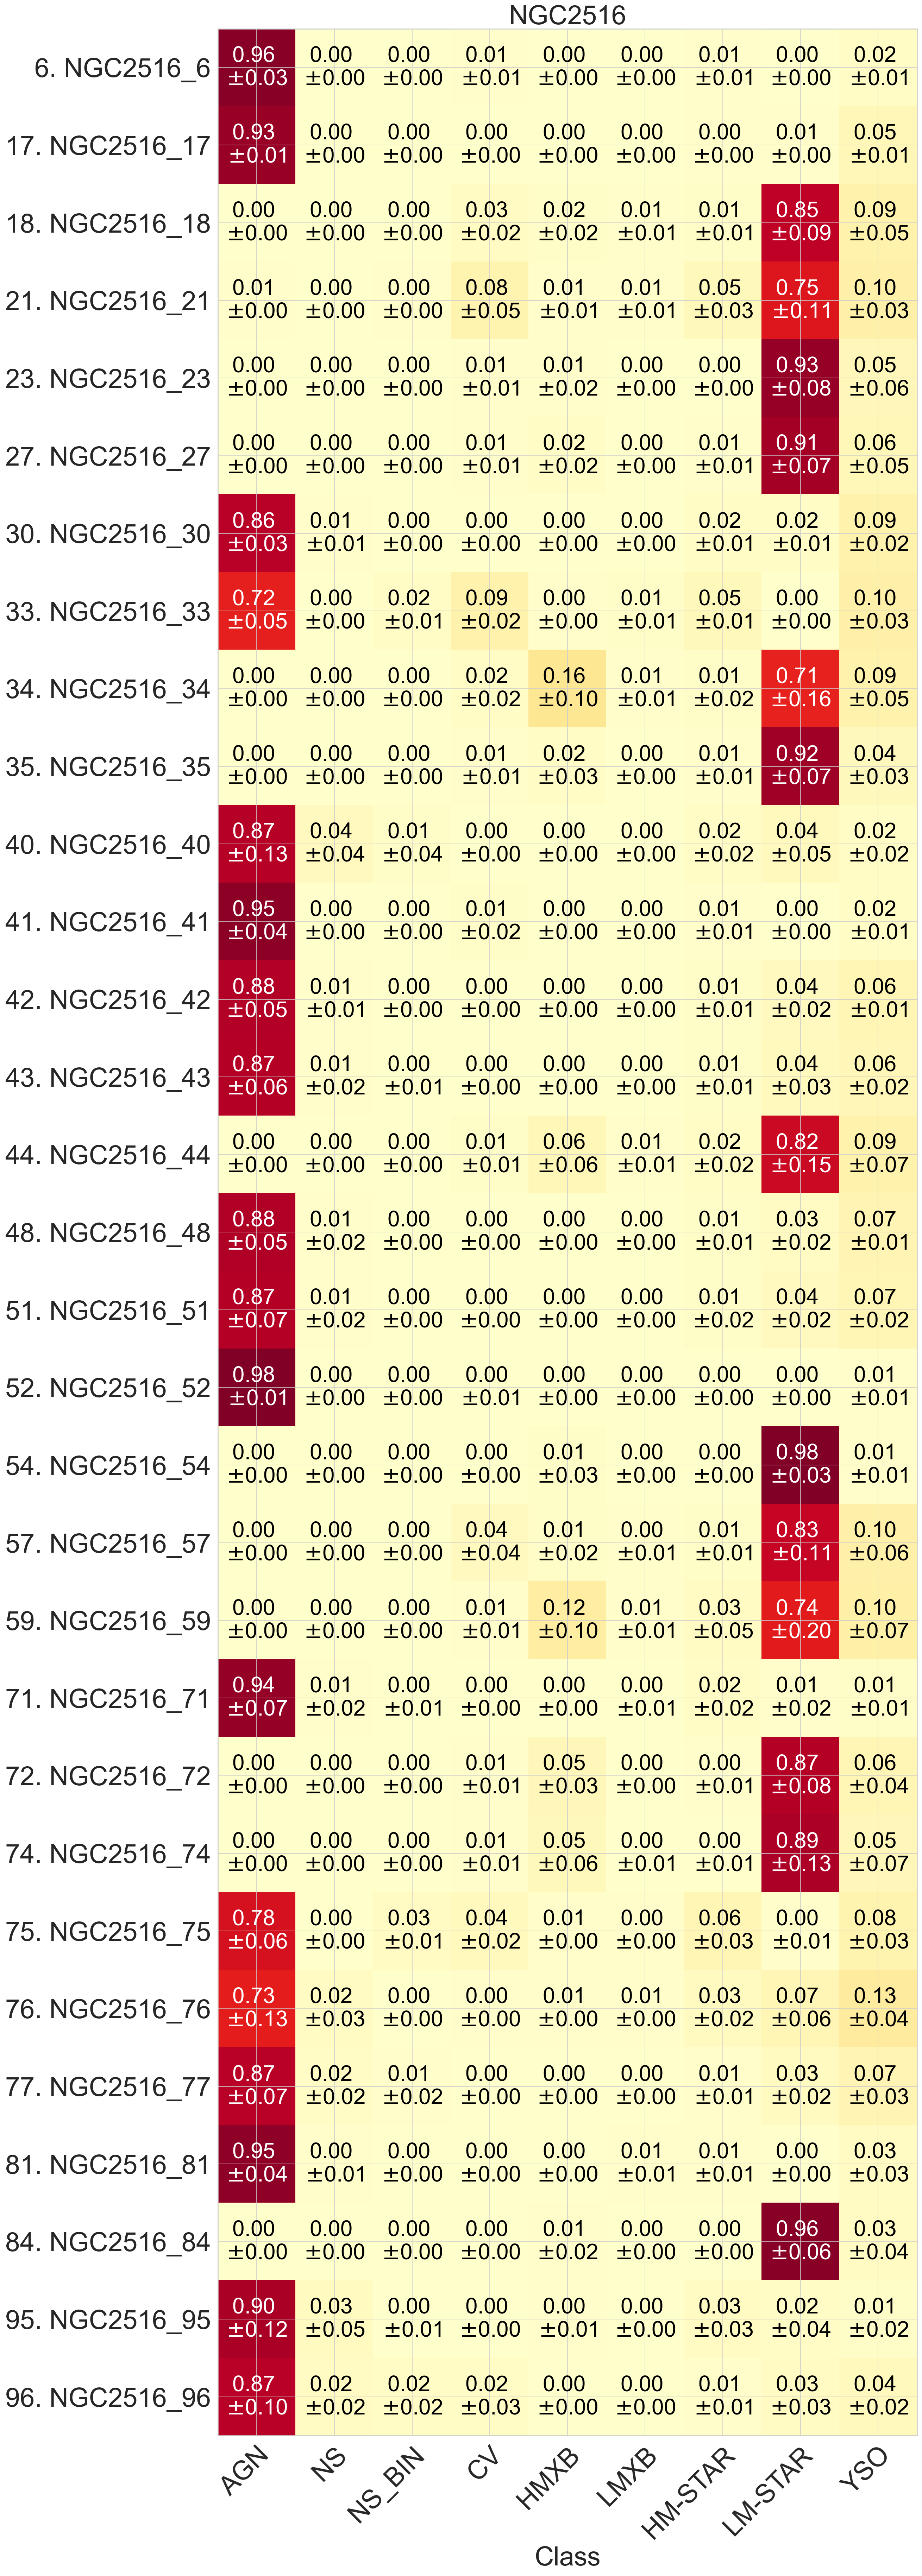 NGC2516
6. NGC2516_6 0.96 0.00 0.00 0.01 0.00 0.00 0.01 0.00 0.02
±0.03 ±0.00 ±0.00 ±0.01 ±0.00 ±0.00 ±0.01 ±0.00 ±0.01
17. NGC2516_17 0.93 0.00 0.00 0.00 0.00 0.00 0.00 0.01 0.05
±0.01 ±0.00 ±0.00 ±0.00 ±0.00 ±0.00 ±0.00 ±0.00 ±0.01
18. NGC2516_18 0.00 0.00 0.00 0.03 0.02 0.01 0.01 0.85 0.09
±0.00 ±0.00 ±0.00 ±0.02 ±0.02 ±0.01 ±0.01 ±0.09 ±0.05
21. NGC2516_21 0.01 0.00 0.00 0.08 0.01 0.01 0.05 0.75 0.10
±0.00 ±0.00 ±0.00 ±0.05 ±0.01 ±0.01 ±0.03 ±0.11 ±0.03
23. NGC2516_23 0.00 0.00 0.00 0.01 0.01 0.00 0.00 0.93 0.05
±0.00 ±0.00 ±0.00 ±0.01 ±0.02 ±0.00 ±0.00 ±0.08 ±0.06
27. NGC2516_27 0.00 0.00 0.00 0.01 0.02 0.00 0.01 0.91 0.06
±0.00 ±0.00 ±0.00 ±0.01 ±0.02 ±0.00 ±0.01 ±0.07 ±0.05
30. NGC2516_30 0.86 0.01 0.00 0.00 0.00 0.00 0.02 0.02 0.09
±0.03 ±0.01 ±0.00 ±0.00 ±0.00 ±0.00 ±0.01 ±0.01 ±0.02
33. NGC2516_33 0.72 0.00 0.02 0.09 0.00 0.01 0.05 0.00 0.10
±0.05 ±0.00 ±0.01 ±0.02 ±0.00 ±0.01 ±0.01 ±0.00 ±0.03
34. NGC2516_34 0.00 0.00 0.00 0.02 0.16 0.01 0.01 0.71 0.09
±0.00 ±0.00 ±0.00 ±0.02 ±0.10 ±0.01 ±0.02 ±0.16 ±0.05
35. NGC2516_35 0.00 0.00 0.00 0.01 0.02 0.00 0.01 0.92 0.04
±0.00 ±0.00 ±0.00 ±0.01 ±0.03 ±0.00 ±0.01 ±0.07 ±0.03
40. NGC2516_40 0.87 0.04 0.01 0.00 0.00 0.00 0.02 0.04 0.02
±0.13 ±0.04 ±0.04 ±0.00 ±0.00 ±0.00 ±0.02 ±0.05 ±0.02
41. NGC2516_41 0.95 0.00 0.00 0.01 0.00 0.00 0.01 0.00 0.02
±0.04 ±0.00 ±0.00 ±0.02 ±0.00 ±0.00 ±0.01 ±0.00 ±0.01
42. NGC2516_42 0.88 0.01 0.00 0.00 0.00 0.00 0.01 0.04 0.06
±0.05 ±0.01 ±0.00 ±0.00 ±0.00 ±0.00 ±0.01 ±0.02 ±0.01
43. NGC2516_43 0.87 0.01 0.00 0.00 0.00 0.00 0.01 0.04 0.06
±0.06 ±0.02 ±0.01 ±0.00 ±0.00 ±0.00 ±0.01 ±0.03 ±0.02
44. NGC2516_44 0.00 0.00 0.00 0.01 0.06 0.01 0.02 0.82 0.09
±0.00 ±0.00 ±0.00 ±0.01 ±0.06 ±0.01 ±0.02 ±0.15 ±0.07
48. NGC2516_48 0.88 0.01 0.00 0.00 0.00 0.00 0.01 0.03 0.07
±0.05 ±0.02 ±0.00 ±0.00 ±0.00 ±0.00 ±0.01 ±0.02 ±0.01
51. NGC2516_51 0.87 0.01 0.00 0.00 0.00 0.00 0.01 0.04 0.07
±0.07 ±0.02 ±0.00 ±0.00 ±0.00 ±0.00 ±0.02 ±0.02 ±0.02
52. NGC2516_52 0.98 0.00 0.00 0.00 0.00 0.00 0.00 0.00 0.01
±0.01 ±0.00 ±0.00 ±0.01 ±0.00 ±0.00 ±0.00 ±0.00 ±0.01
54. NGC2516_54 0.00 0.00 0.00 0.00 0.01 0.00 0.00 0.98 0.01
±0.00 ±0.00 ±0.00 ±0.00 ±0.03 ±0.00 ±0.00 ±0.03 ±0.01
57. NGC2516_57 0.00 0.00 0.00 0.04 0.01 0.00 0.01 0.83 0.10
±0.00 ±0.00 ±0.00 ±0.04 ±0.02 ±0.01 ±0.01 ±0.11 ±0.06
59. NGC2516_59 0.00 0.00 0.00 0.01 0.12 0.01 0.03 0.74 0.10
±0.00 ±0.00 ±0.00 ±0.01 ±0.10 ±0.01 ±0.05 ±0.20 ±0.07
71. NGC2516_71 0.94 0.01 0.00 0.00 0.00 0.00 0.02 0.01 0.01
±0.07 ±0.02 ±0.01 ±0.00 ±0.00 ±0.01 ±0.02 ±0.02 ±0.01
72. NGC2516_72 0.00 0.00 0.00 0.01 0.05 0.00 0.00 0.87 0.06
±0.00 ±0.00 ±0.00 ±0.01 ±0.03 ±0.00 ±0.01 ±0.08 ±0.04
74. NGC2516_74 0.00 0.00 0.00 0.01 0.05 0.00 0.00 0.89 0.05
±0.00 ±0.00 ±0.00 ±0.01 ±0.06 ±0.01 ±0.01 ±0.13 ±0.07
75. NGC2516_75 0.78 0.00 0.03 0.04 0.01 0.00 0.06 0.00 0.08
±0.06 ±0.00 ±0.01 ±0.02 ±0.00 ±0.00 ±0.03 ±0.01 ±0.03
76. NGC2516_76 0.73 0.02 0.00 0.00 0.01 0.01 0.03 0.07 0.13
±0.13 ±0.03 ±0.00 ±0.00 ±0.00 ±0.00 ±0.02 ±0.06 ±0.04
77. NGC2516_77 0.87 0.02 0.01 0.00 0.00 0.00 0.01 0.03 0.07
±0.07 ±0.02 ±0.02 ±0.00 ±0.00 ±0.00 ±0.01 ±0.02 ±0.03
81. NGC2516_81 0.95 0.00 0.00 0.00 0.00 0.01 0.01 0.00 0.03
±0.04 ±0.01 ±0.00 ±0.00 ±0.00 ±0.01 ±0.01 ±0.00 ±0.03
84. NGC2516_84 0.00 0.00 0.00 0.00 0.01 0.00 0.00 0.96 0.03
±0.00 ±0.00 ±0.00 ±0.00 ±0.02 ±0.00 ±0.00 ±0.06 ±0.04
95. NGC2516_95 0.90 0.03 0.00 0.00 0.00 0.00 0.03 0.02 0.01
±0.12 ±0.05 ±0.01 ±0.00 ±0.01 ±0.00 ±0.03 ±0.04 ±0.02
96. NGC2516_96 0.87 0.02 0.02 0.02 0.00 0.00 0.01 0.03 0.04
±0.10 ±0.02 ±0.02 ±0.03 ±0.00 ±0.00 ±0.01 ±0.03 ±0.02
AGN NS NS_BIN CV HMXB LMXB HM-STAR LM-STAR YSO
Class